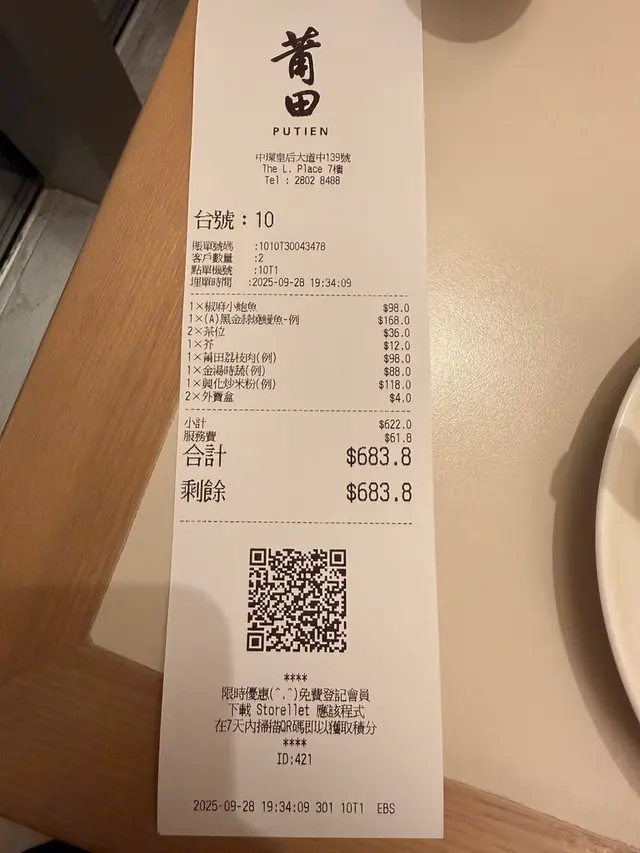 莆田
PUTIEN
中環皇后大道中139號
The L. Place 7樓
Tel : 2802 8488
台號：10
賬單號碼 :1010T30043478
客戶數量 :2
點單機號 :10T1
埋單時間 :2025-09-28 19:34:09
1×椒麻小鮑魚 $98.0
1×(A)黑金蒜燒鰻魚-例 $168.0
2×茶位 $36.0
1×芥 $12.0
1×莆田荔枝肉(例) $98.0
1×金湯時蔬(例) $88.0
1×興化炒米粉(例) $118.0
2×外賣盒 $4.0
小計 $622.0
服務費 $61.8
合計 $683.8
剩餘 $683.8
****
限時優惠(^.^)免費登記會員
下載 Storellet 應該程式
在7天內掃描QR碼即以獲取積分
****
ID:421
2025-09-28 19:34:09 301 10T1 EBS